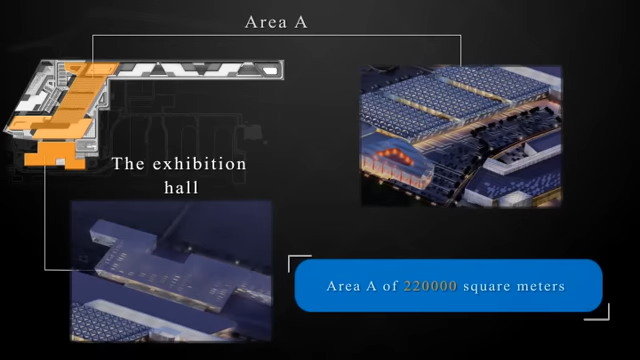 Area A
The exhibition
hall
Area A of 220000 square meters